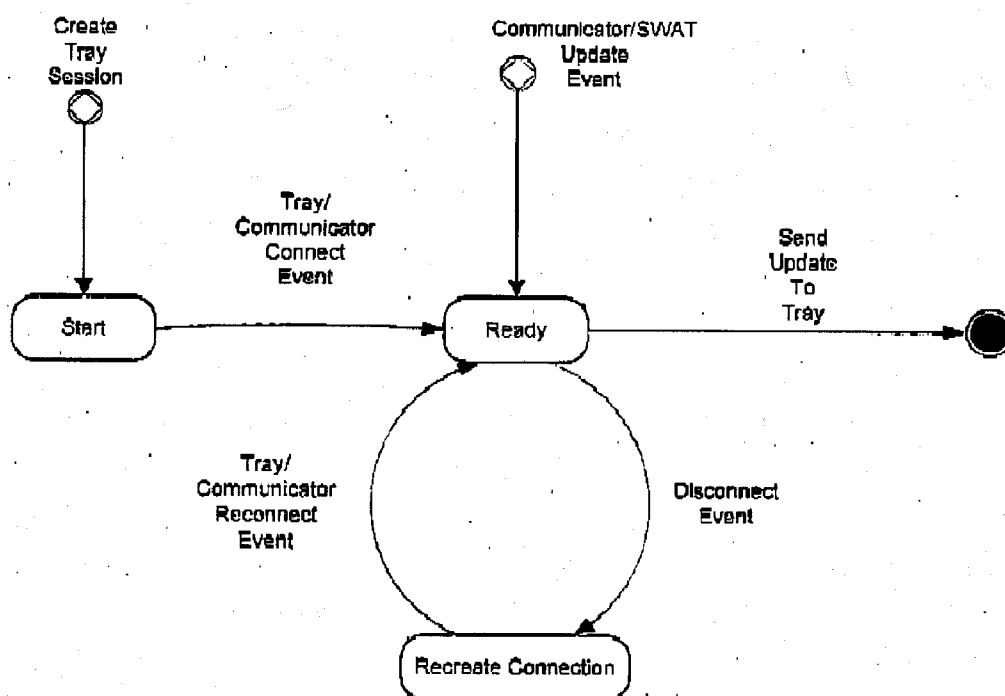 Create
Tray
Session
Communicator/SWAT
Update
Event
Tray/
Communicator
Connect
Event
Send
Update
To
Tray
Start
Ready
Tray/
Communicator
Reconnect
Event
Disconnect
Event
Recreate Connection